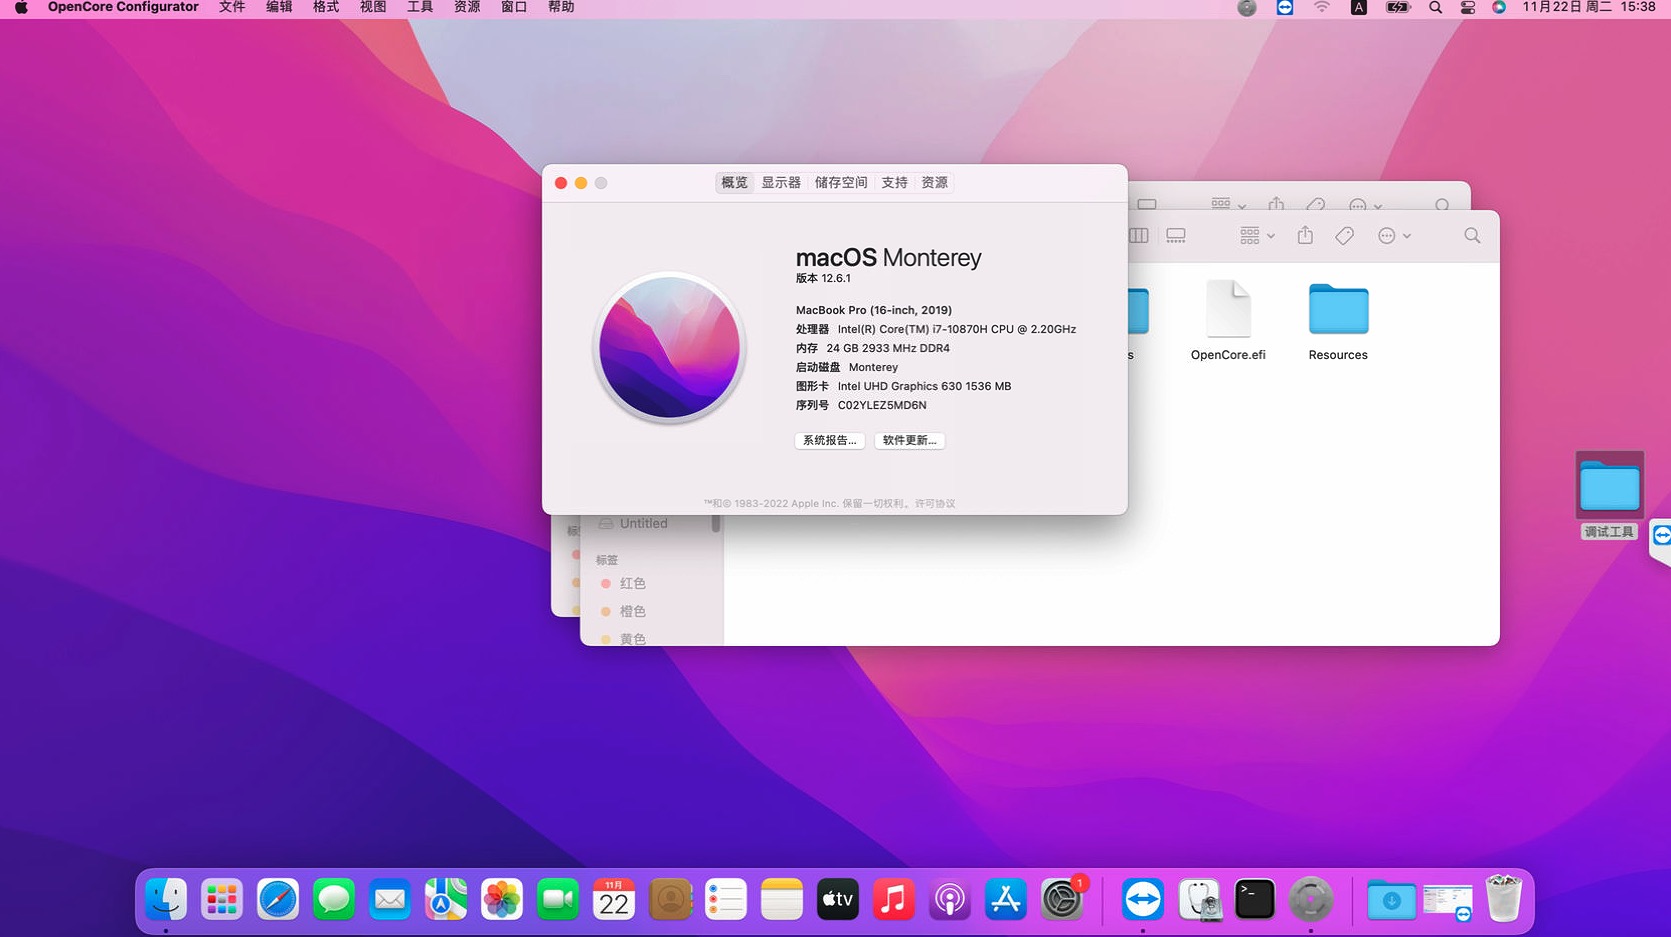 OpenCore Configurator 文件 编辑 格式 视图 工具 资源 窗口 帮助 A 11月22日 周二 15:38
概览 显示器 储存空间 支持 资源
macOS Monterey
版本 12.6.1
MacBook Pro (16-inch, 2019)
处理器 Intel(R) Core(TM) i7-10870H CPU @ 2.20GHz
内存 24 GB 2933 MHz DDR4
启动磁盘 Monterey
图形卡 Intel UHD Graphics 630 1536 MB
序列号 C02YLEZ5MD6N
系统报告... 软件更新...
™和© 1983-2022 Apple Inc. 保留一切权利。许可协议
s OpenCore.efi Resources
Untitled
标签
红色
橙色
黄色
调试工具
11月
22
tv
1
>_